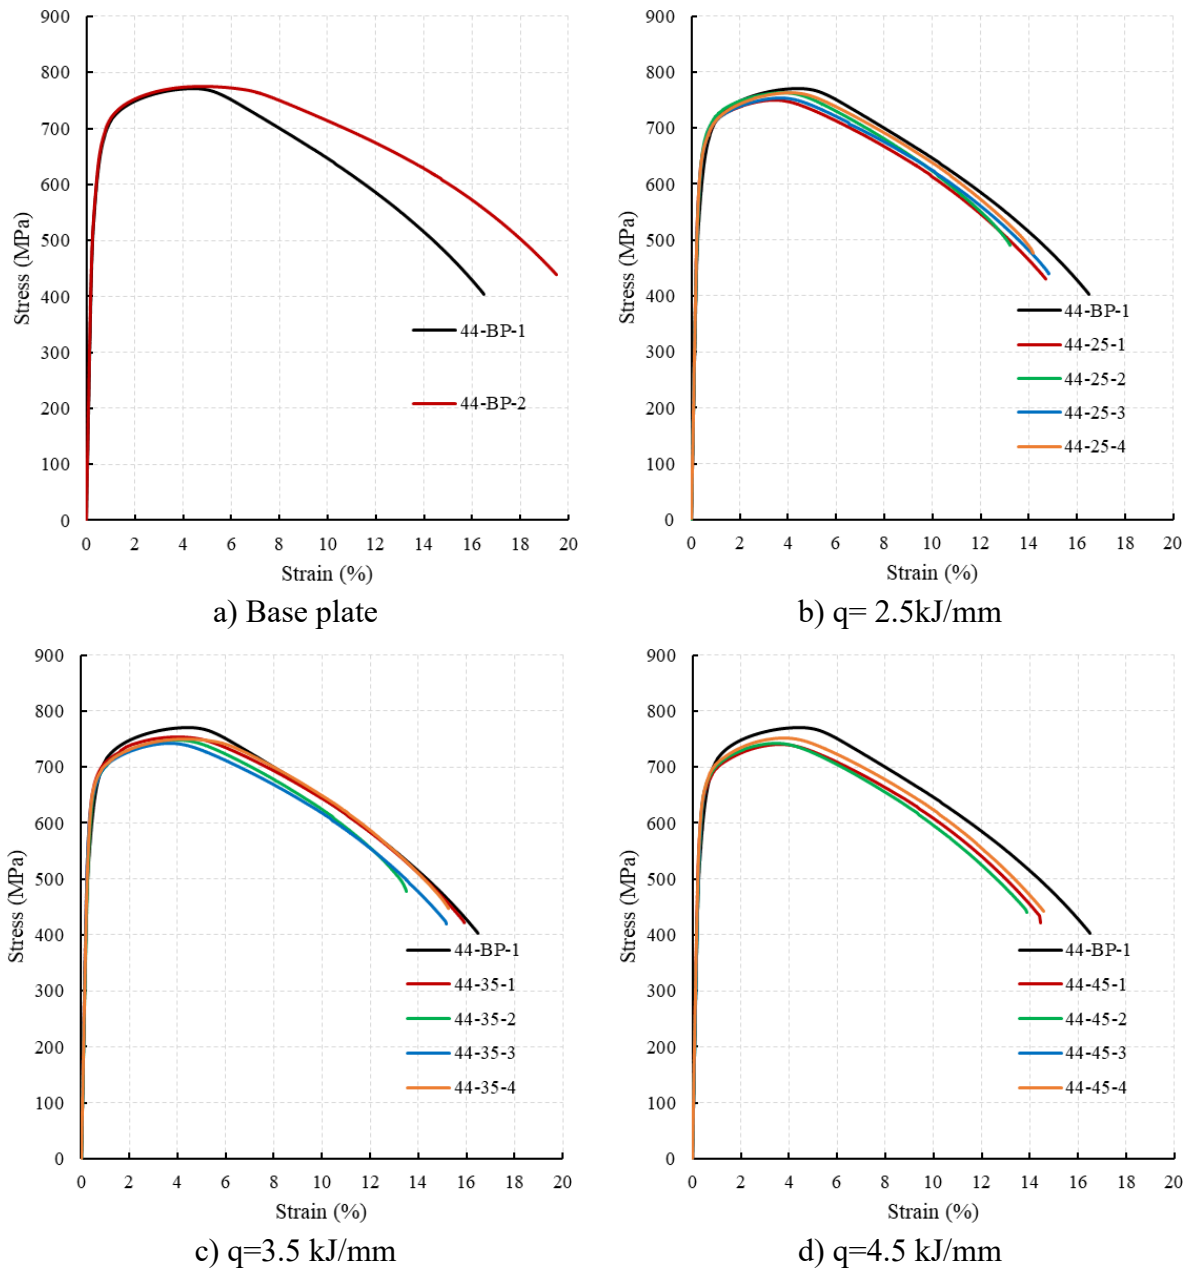 900
800
700
600
500
400
300
200
100
0
Stress (MPa)
44-BP-1
44-BP-2
0 2 4 6 8 10 12 14 16 18 20
Strain (%)
a) Base plate
900
800
700
600
500
400
300
200
100
0
Stress (MPa)
44-BP-1
44-25-1
44-25-2
44-25-3
44-25-4
0 2 4 6 8 10 12 14 16 18 20
Strain (%)
b) q= 2.5kJ/mm
900
800
700
600
500
400
300
200
100
0
Stress (MPa)
44-BP-1
44-35-1
44-35-2
44-35-3
44-35-4
0 2 4 6 8 10 12 14 16 18 20
Strain (%)
c) q=3.5 kJ/mm
900
800
700
600
500
400
300
200
100
0
Stress (MPa)
44-BP-1
44-45-1
44-45-2
44-45-3
44-45-4
0 2 4 6 8 10 12 14 16 18 20
Strain (%)
d) q=4.5 kJ/mm